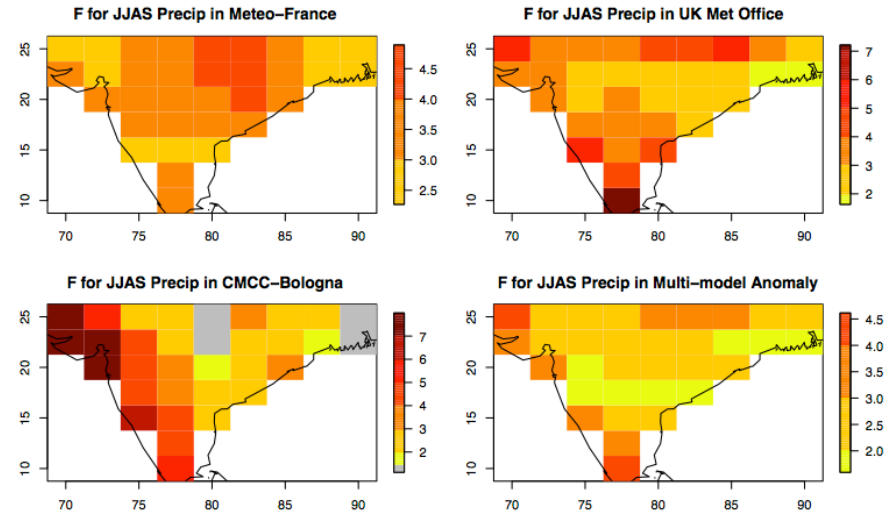 F for JJAS Precip in Meteo−France
10 15 20 25
70 75 80 85 90
2.5 3.0 3.5 4.0 4.5
F for JJAS Precip in UK Met Office
10 15 20 25
70 75 80 85 90
2 3 4 5 6 7
F for JJAS Precip in CMCC−Bologna
10 15 20 25
70 75 80 85 90
2 3 4 5 6 7
F for JJAS Precip in Multi−model Anomaly
10 15 20 25
70 75 80 85 90
2.0 2.5 3.0 3.5 4.0 4.5